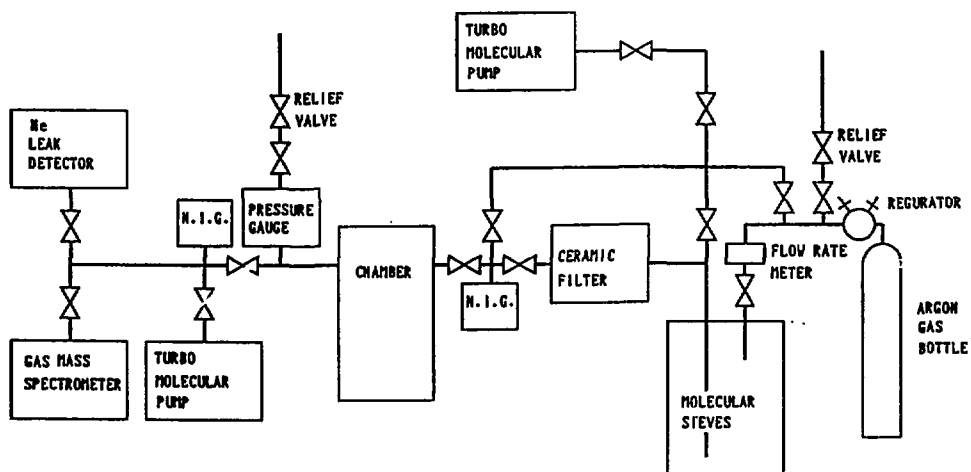 TURBO
MOLECULAR
PUMP
RELIEF
VALVE
He
LEAK
DETECTOR
RELIEF
VALVE
N.I.G.
PRESSURE
GAUGE
REGURATOR
CHAMBER
CERAMIC
FILTER
FLOW RATE
METER
N.I.G.
ARGON
GAS
BOTTLE
GAS MASS
SPECTROMETER
TURBO
MOLECULAR
PUMP
MOLECULAR
SIEVES